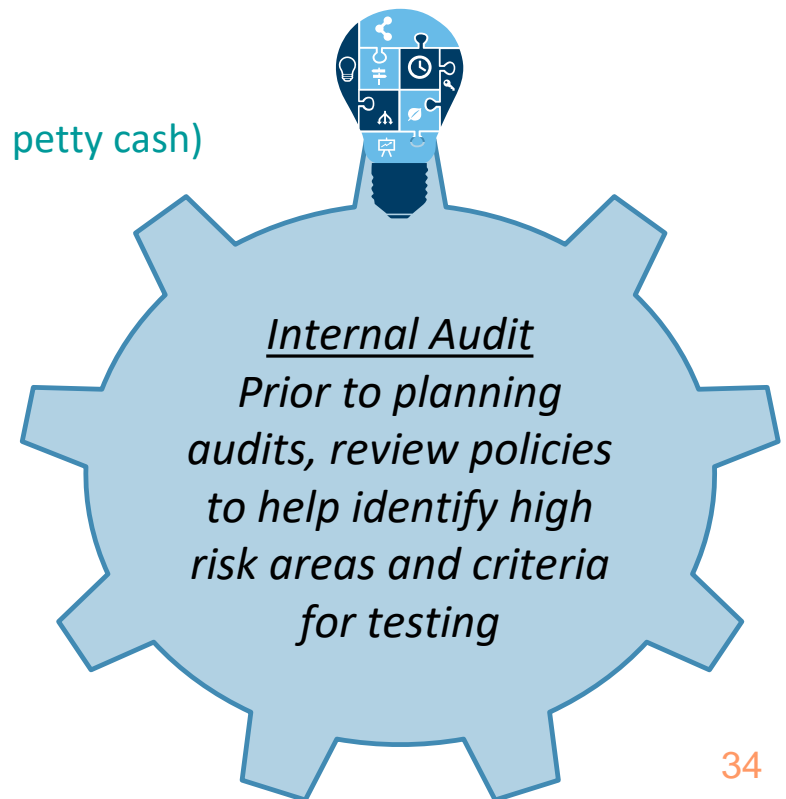 petty cash)
Internal Audit
Prior to planning
audits, review policies
to help identify high
risk areas and criteria
for testing
34